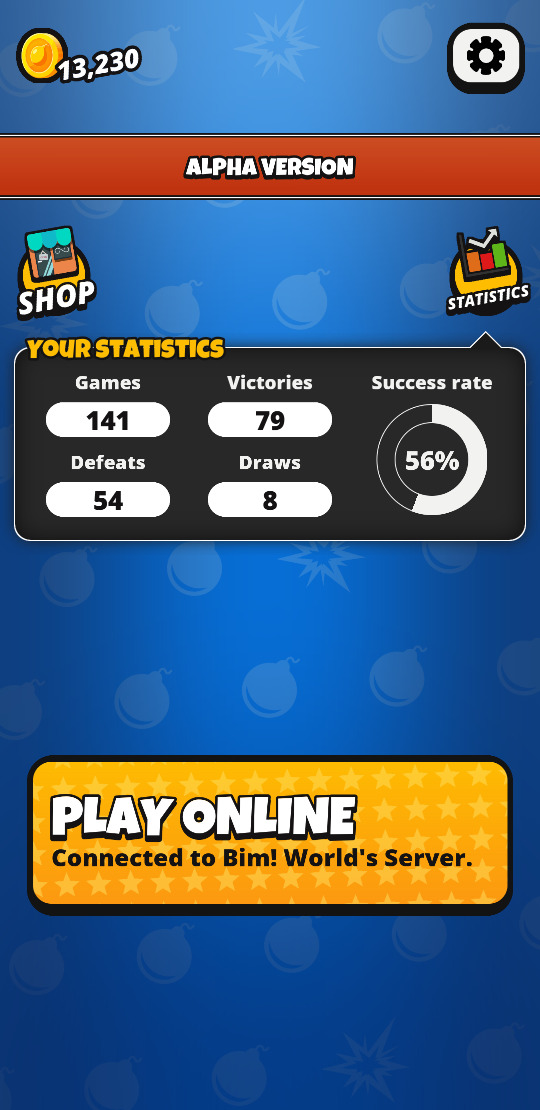 13,230
ALPHA VERSION
SHOP
STATISTICS
YOUR STATISTICS
Games
Victories
Success rate
141
79
56%
Defeats
Draws
54
8
PLAY ONLINE
Connected to Bim! World's Server.